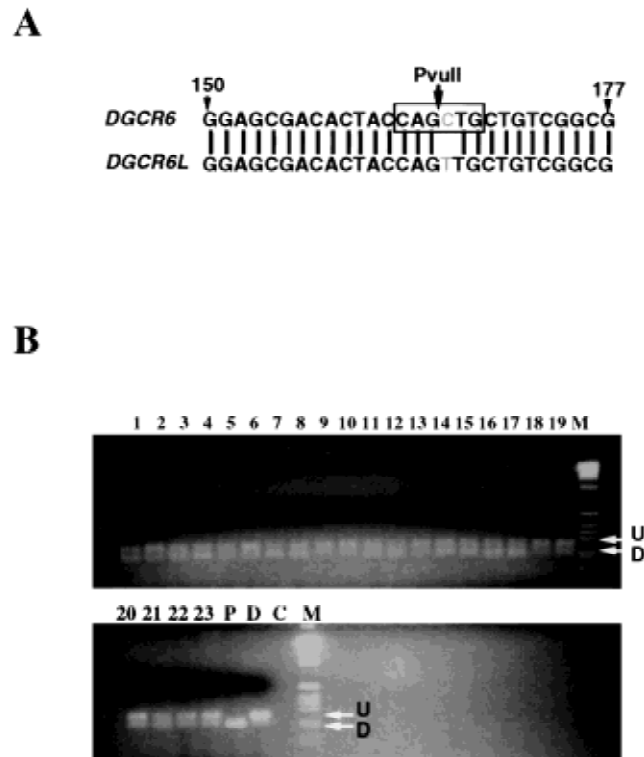 A
PvuII
150 177
DGCR6 GGAGCGACACTACCAGCTGCTGTCGGCG
DGCR6L GGAGCGACACTACCAGTTGCTGTCGGCG
B
1 2 3 4 5 6 7 8 9 10 11 12 13 14 15 16 17 18 19 M
U
D
20 21 22 23 P D C M
U
D